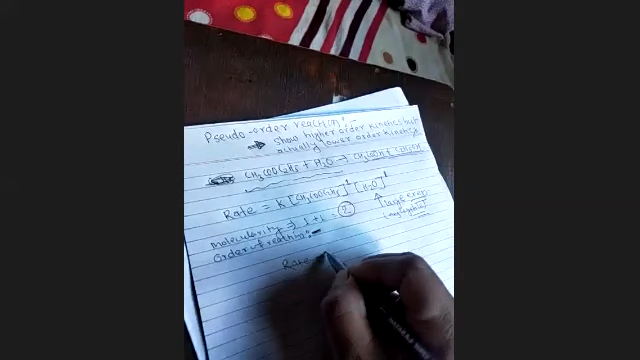 Pseudo-order reaction:-
Show higher order kinetics but
actually lower order kinetics.
CH3COOC2H5 + H2O → CH3COOH + C2H5OH
Rate = k [CH3COOC2H5]^1 [H2O]^1
large excess
molecularity ⇒ 1 + 1 = 2
Order of reaction:-
Rate